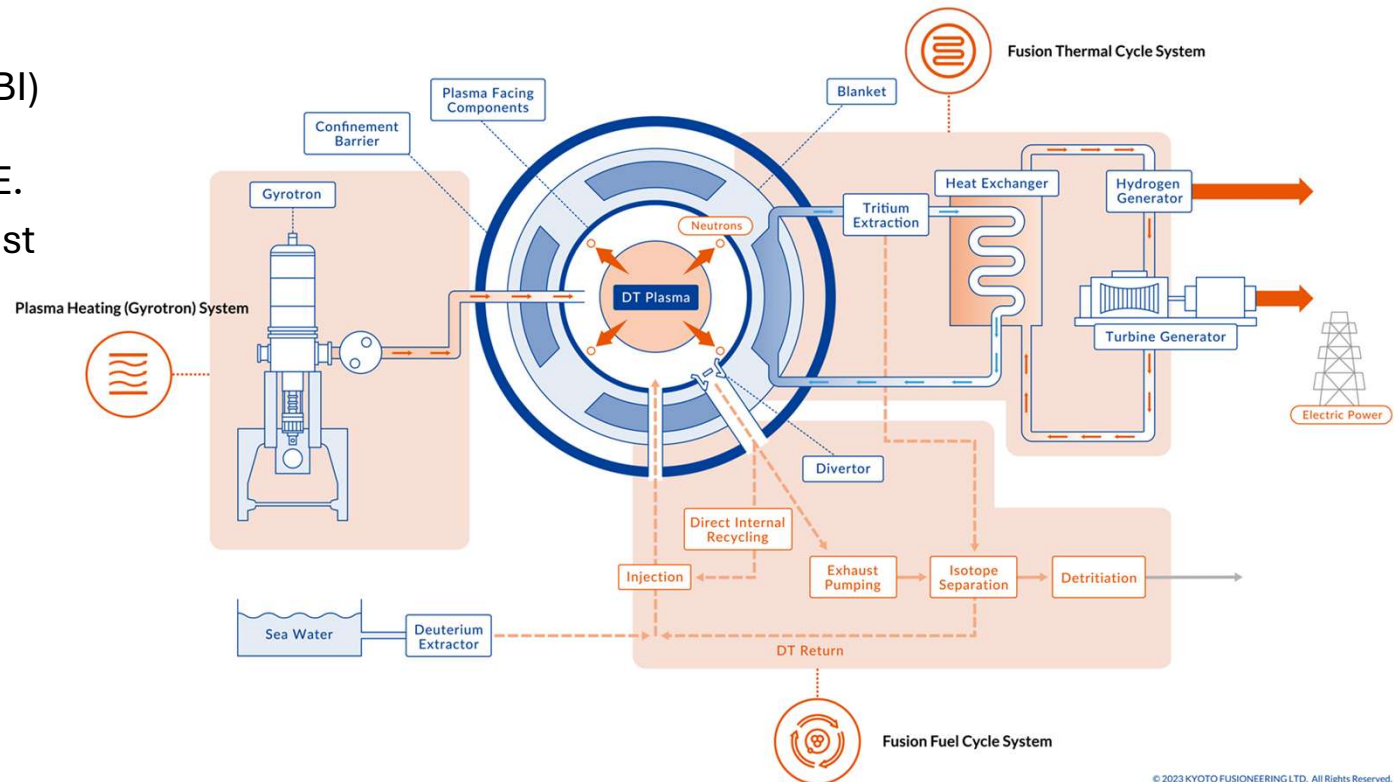 BI)
E.
st
Fusion Thermal Cycle System
Plasma Facing
Components
Blanket
Confinement
Barrier
Gyrotron
Heat Exchanger
Hydrogen
Generator
Tritium
Extraction
Neutrons
DT Plasma
Plasma Heating (Gyrotron) System
Turbine Generator
Electric Power
Divertor
Direct Internal
Recycling
Injection
Exhaust
Pumping
Isotope
Separation
Detritiation
Sea Water
Deuterium
Extractor
DT Return
Fusion Fuel Cycle System
© 2023 KYOTO FUSIONEERING LTD. All Rights Reserved.